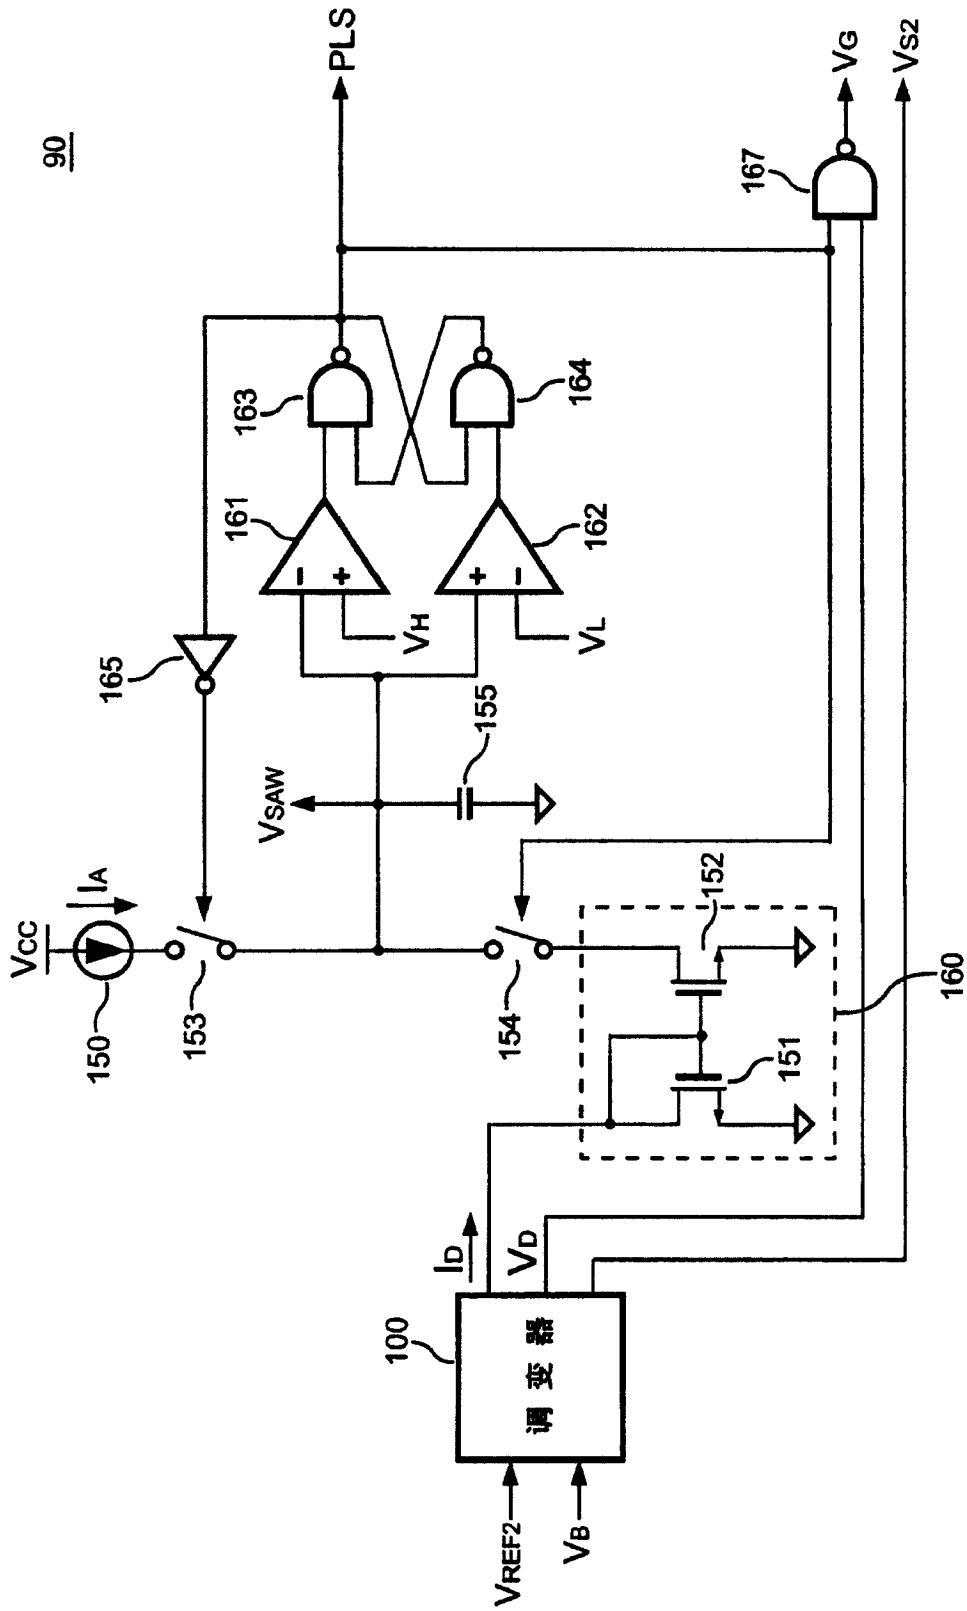 90
PLS
VG
VS2
167
163
164
161
162
VH
VL
165
155
VSAW
VCC
IA
150
153
154
152
151
160
ID
VD
100
调变器
VREF2
VB